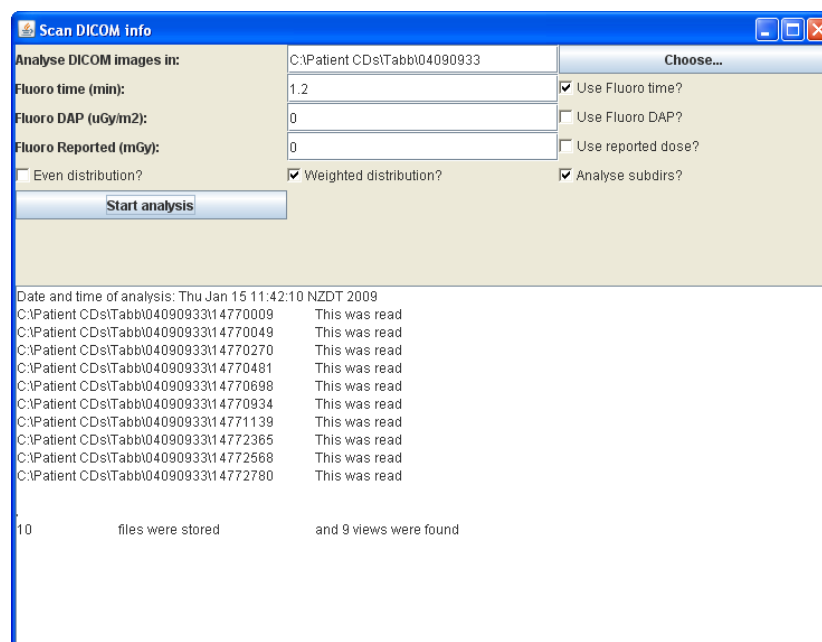 Scan DICOM info
Analyse DICOM images in: C:\Patient CDs\Tabb\04090933 Choose...
Fluoro time (min): 1.2 Use Fluoro time?
Fluoro DAP (uGy/m2): 0 Use Fluoro DAP?
Fluoro Reported (mGy): 0 Use reported dose?
Even distribution? Weighted distribution? Analyse subdirs?
Start analysis
Date and time of analysis: Thu Jan 15 11:42:10 NZDT 2009
C:\Patient CDs\Tabb\04090933\14770009 This was read
C:\Patient CDs\Tabb\04090933\14770049 This was read
C:\Patient CDs\Tabb\04090933\14770270 This was read
C:\Patient CDs\Tabb\04090933\14770481 This was read
C:\Patient CDs\Tabb\04090933\14770698 This was read
C:\Patient CDs\Tabb\04090933\14770934 This was read
C:\Patient CDs\Tabb\04090933\14771139 This was read
C:\Patient CDs\Tabb\04090933\14772365 This was read
C:\Patient CDs\Tabb\04090933\14772568 This was read
C:\Patient CDs\Tabb\04090933\14772780 This was read
.
10 files were stored and 9 views were found